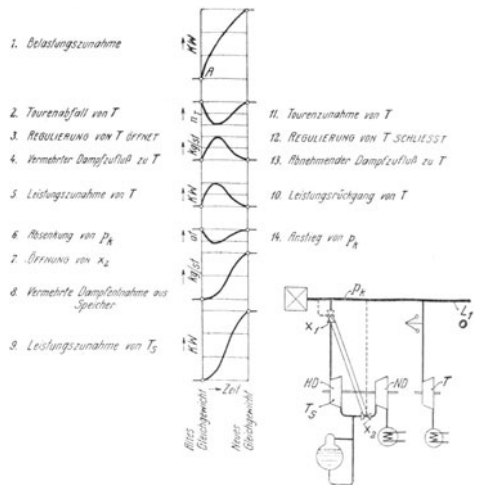 1. Belastungszunahme
KW
A
2. Tourenabfall von T
3. REGULIERUNG von T ÖFFNET
4. Vermehrter Dampfzufluß zu T
n₂
kg/st
11. Tourenzunahme von T
12. REGULIERUNG von T SCHLIESST
13. Abnehmender Dampfzufluß zu T
5. Leistungszunahme von T
KW
10. Leistungsrückgang von T
6. Absenkung von pₖ
7. ÖFFNUNG von x₂
at
14. Anstieg von pₖ
8. Vermehrte Dampfentnahme aus
Speicher
kg/st
9. Leistungszunahme von Tₛ
KW
Zeit
Altes
Gleichgewicht
Neues
Gleichgewicht
pₖ
L₁
x₁
HD
ND
T
Tₛ
x₂